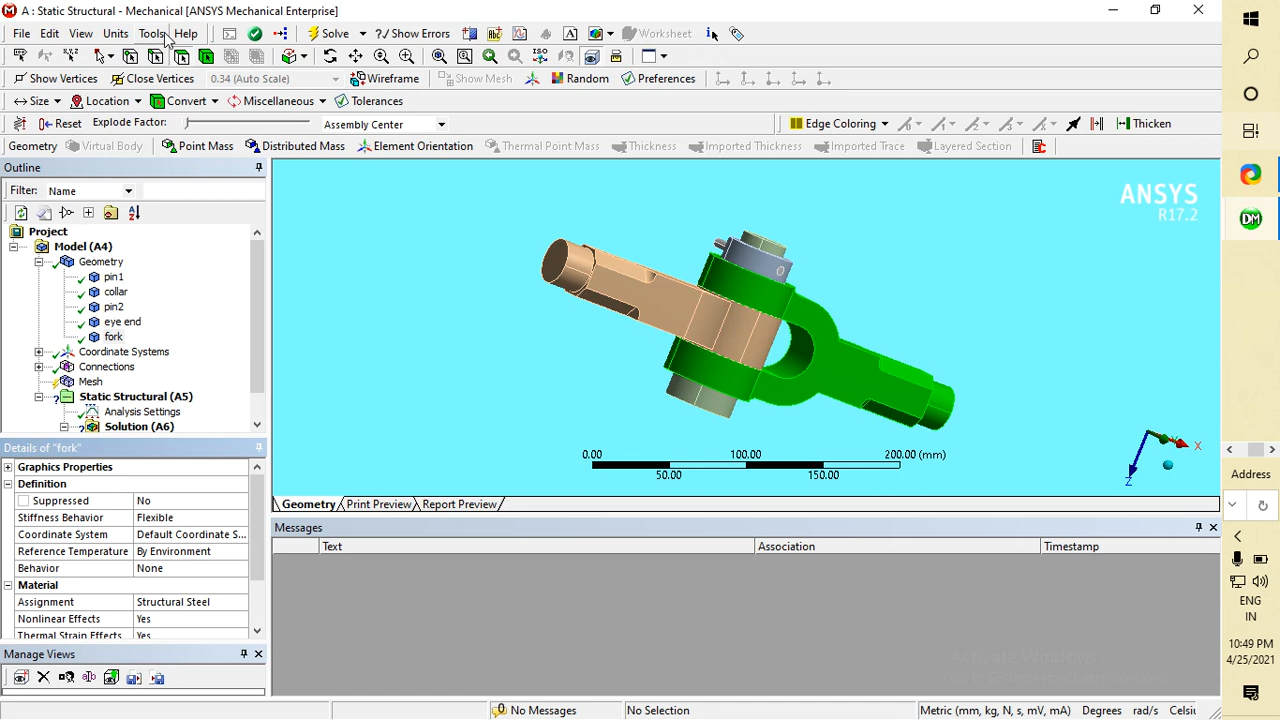 A : Static Structural - Mechanical [ANSYS Mechanical Enterprise]
File Edit View Units Tools Help Solve Show Errors Worksheet
Show Vertices Close Vertices 0.34 (Auto Scale) Wireframe Show Mesh Random Preferences
Size Location Convert Miscellaneous Tolerances
Reset Explode Factor: Assembly Center Edge Coloring Thicken
Geometry Virtual Body Point Mass Distributed Mass Element Orientation Thermal Point Mass Thickness Imported Thickness Imported Trace Layered Section
Outline
Filter: Name
Project
Model (A4)
Geometry
pin1
collar
pin2
eye end
fork
Coordinate Systems
Connections
Mesh
Static Structural (A5)
Analysis Settings
Solution (A6)
Details of "fork"
Graphics Properties
Definition
Suppressed No
Stiffness Behavior Flexible
Coordinate System Default Coordinate S...
Reference Temperature By Environment
Behavior None
Material
Assignment Structural Steel
Nonlinear Effects Yes
Thermal Strain Effects Yes
Manage Views
ANSYS
R17.2
0.00 100.00 200.00 (mm)
50.00 150.00
X
Z
Geometry Print Preview Report Preview
Messages
Text Association Timestamp
Activate Windows
No Messages No Selection Metric (mm, kg, N, s, mV, mA) Degrees rad/s Celsi
DM
Address
ENG
IN
10:49 PM
4/25/2021